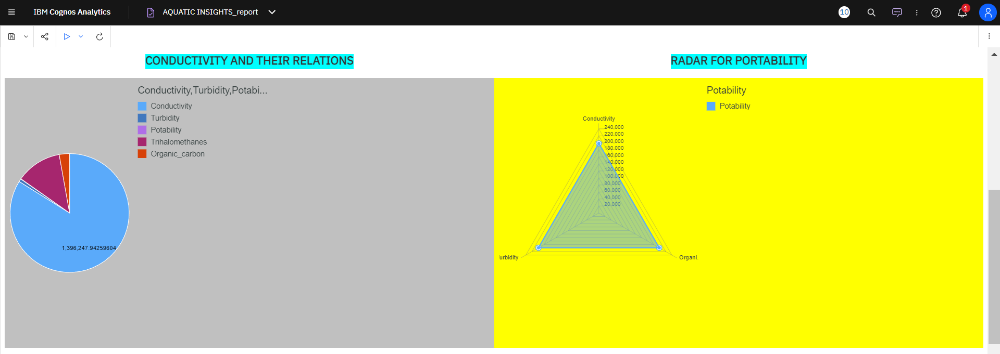 IBM Cognos Analytics
AQUATIC INSIGHTS_report
10
1
CONDUCTIVITY AND THEIR RELATIONS
RADAR FOR PORTABILITY
Conductivity,Turbidity,Potabi...
Conductivity
Turbidity
Potability
Trihalomethanes
Organic_carbon
1,396,247.94259604
Potability
Potability
Conductivity
240,000
220,000
200,000
180,000
160,000
140,000
120,000
100,000
80,000
60,000
40,000
20,000
urbidity
Organi.